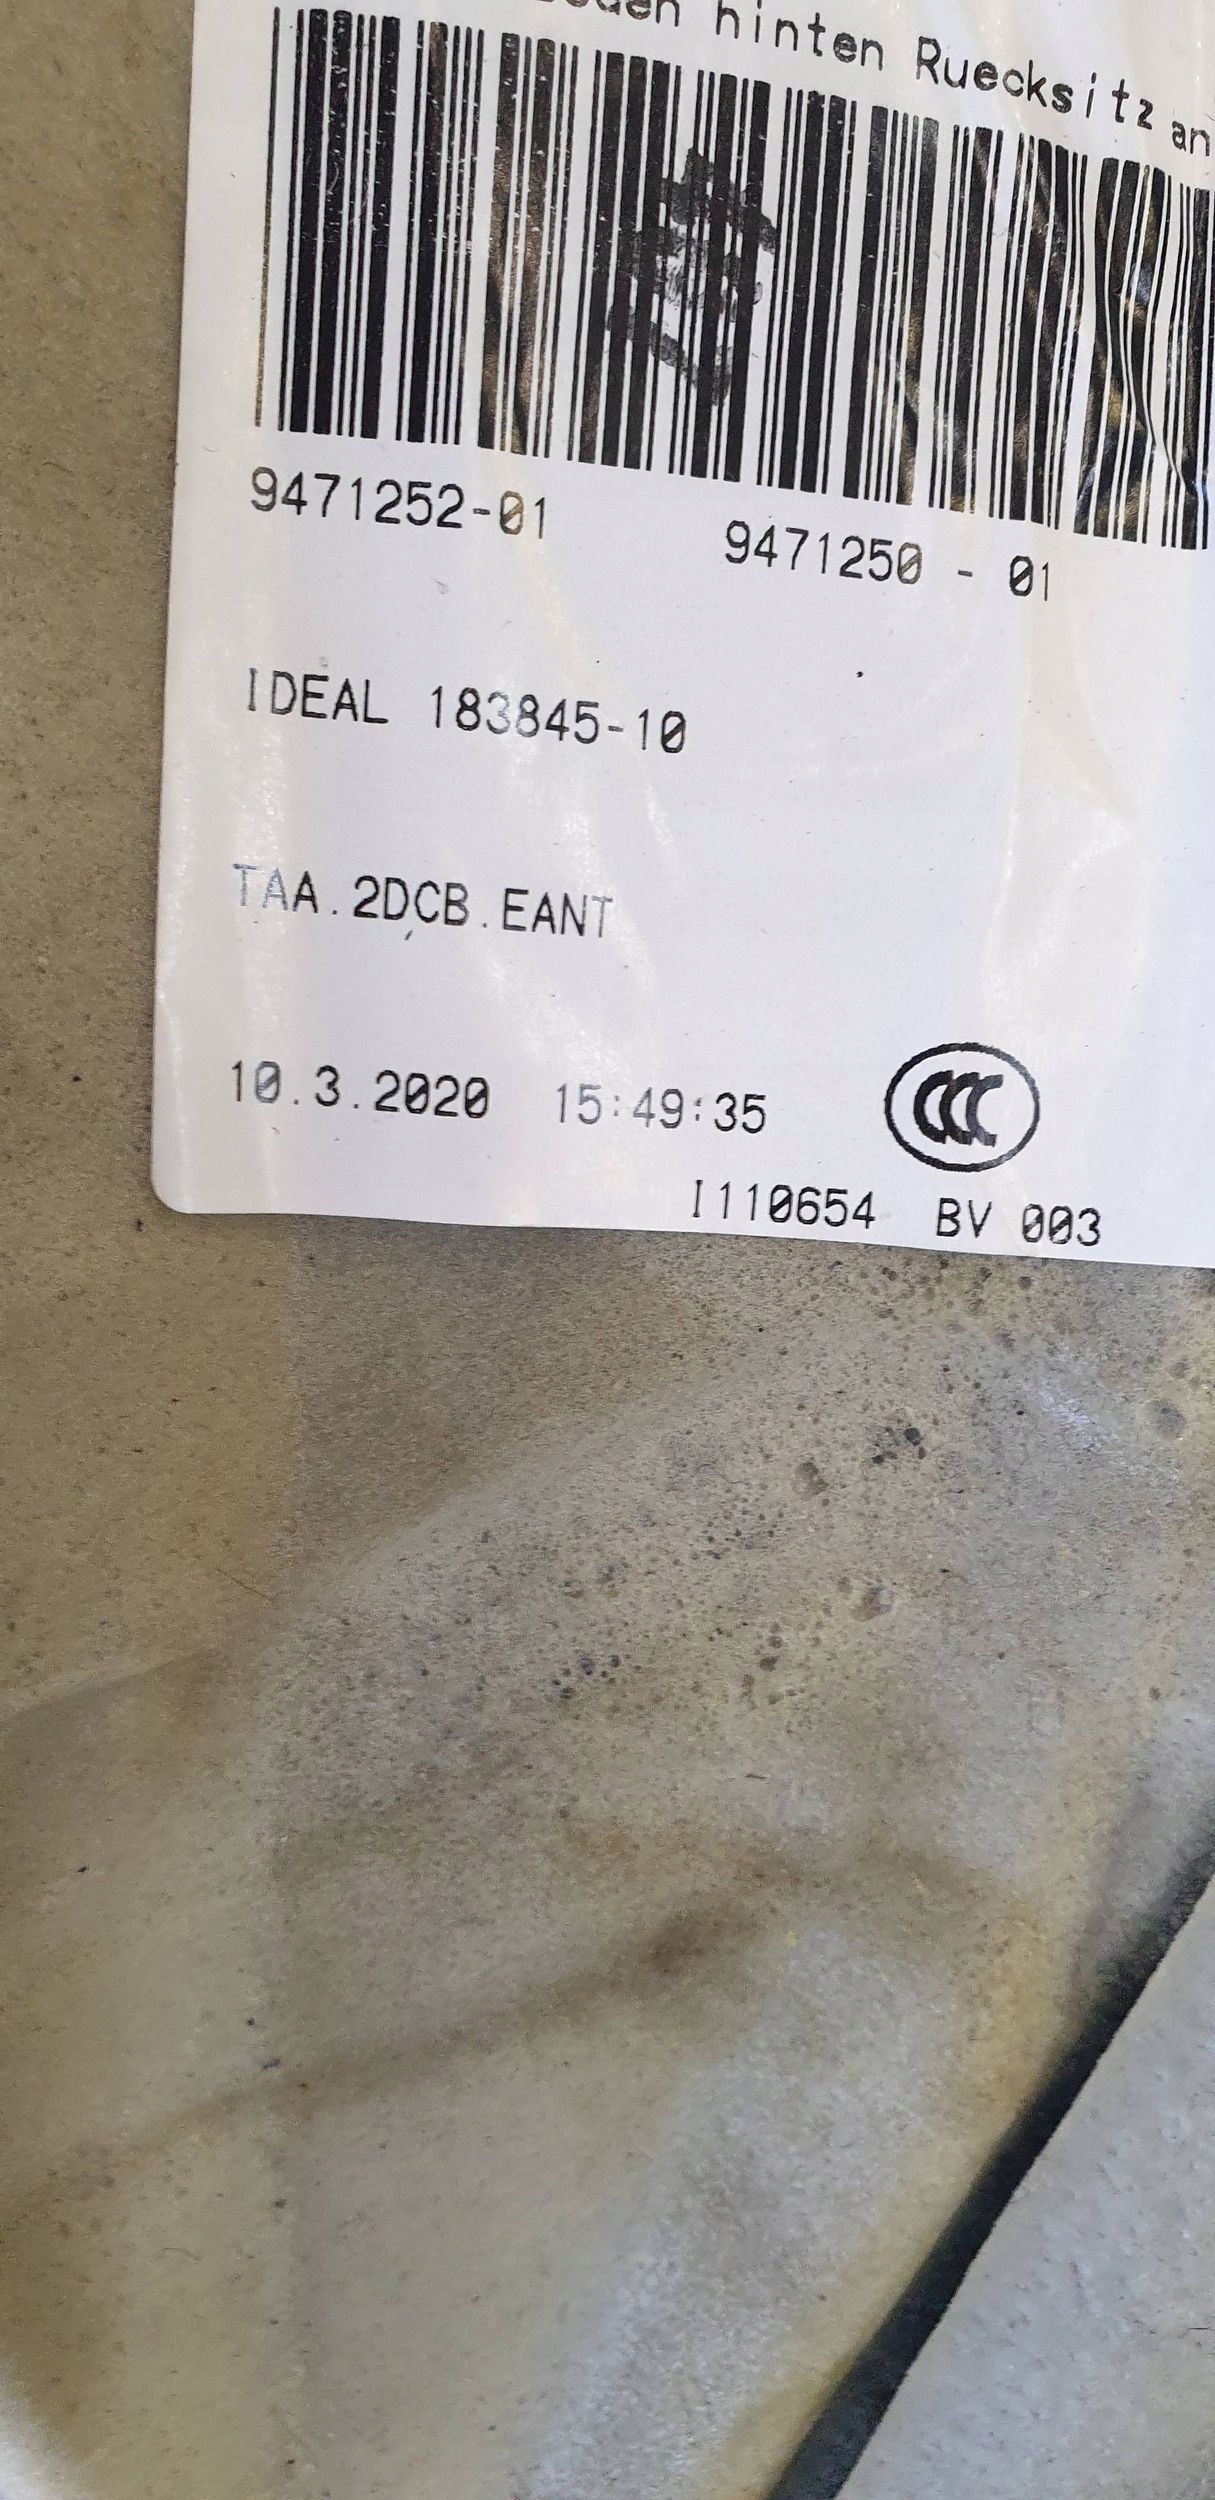 hinten Ruecksitz an
9471252-01 9471250 - 01
IDEAL 183845-10
TAA.2DCB.EANT
10.3.2020 15:49:35 CCC
I110654 BV 003